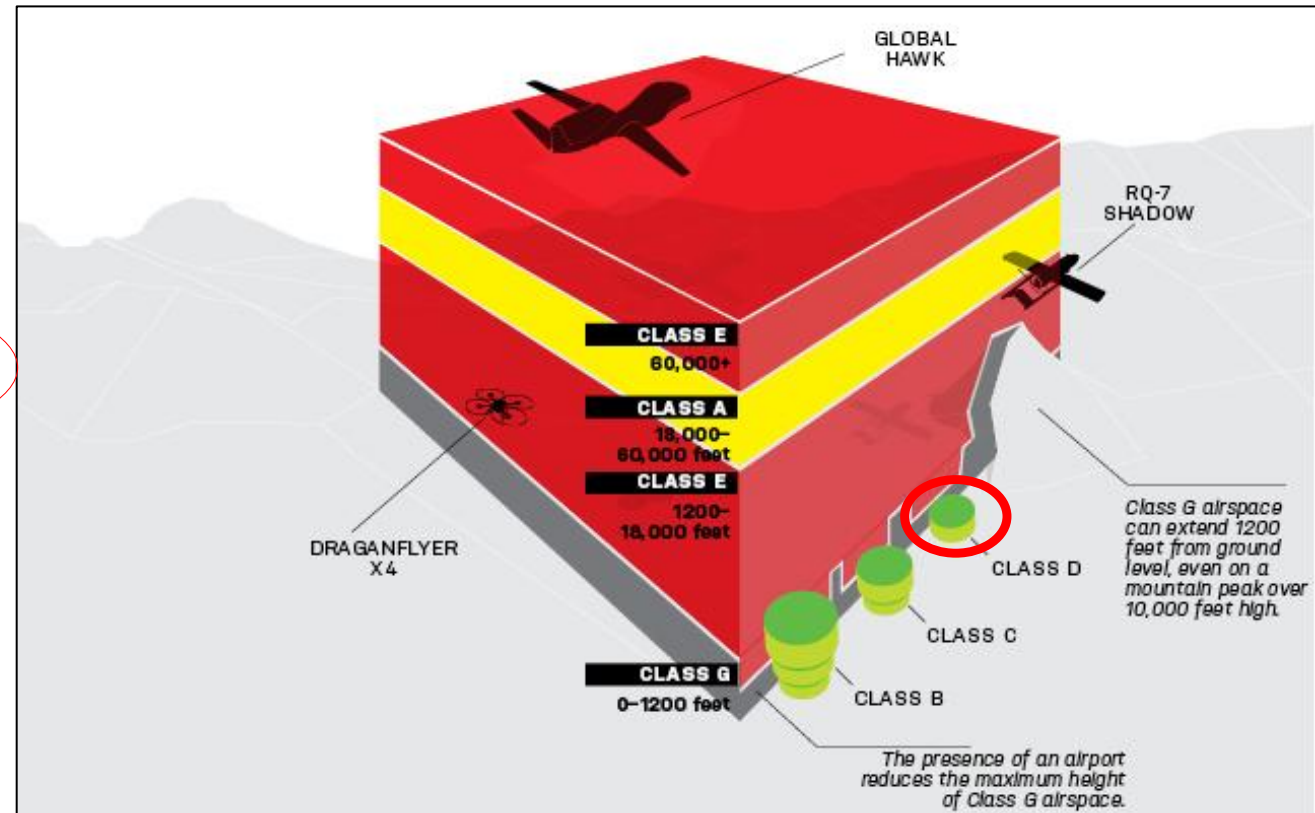 GLOBAL
HAWK
RQ-7
SHADOW
CLASS E
60,000+
CLASS A
18,000–
60,000 feet
CLASS E
1200–
18,000 feet
DRAGANFLYER
X4
Class G airspace
can extend 1200
feet from ground
level, even on a
mountain peak over
10,000 feet high.
CLASS D
CLASS C
CLASS B
CLASS G
0–1200 feet
The presence of an airport
reduces the maximum height
of Class G airspace.